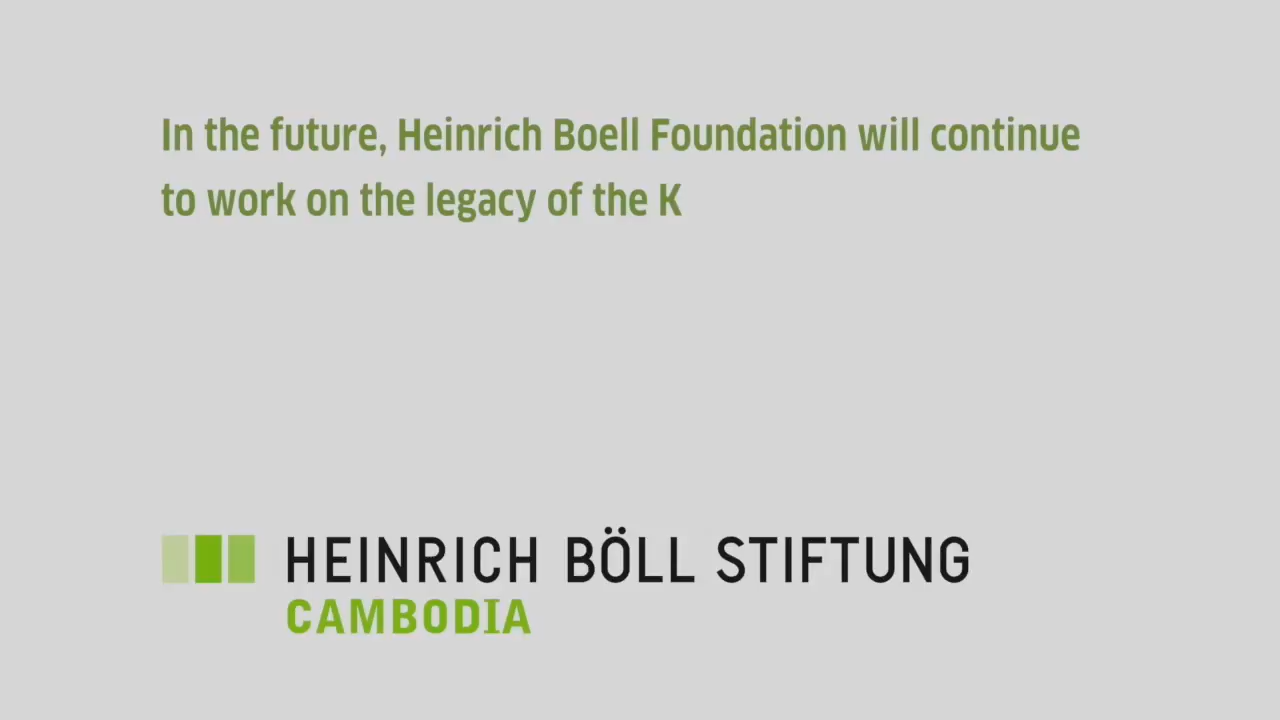 In the future, Heinrich Boell Foundation will continue
to work on the legacy of the K
HEINRICH BÖLL STIFTUNG
CAMBODIA